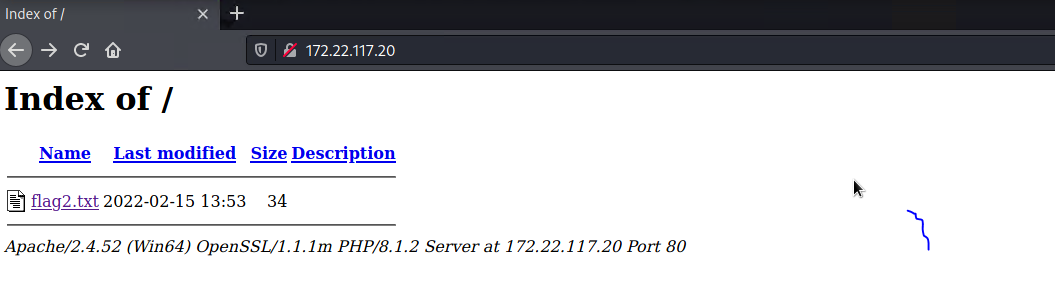 Index of /
172.22.117.20
Index of /
Name Last modified Size Description
flag2.txt 2022-02-15 13:53 34
Apache/2.4.52 (Win64) OpenSSL/1.1.1m PHP/8.1.2 Server at 172.22.117.20 Port 80